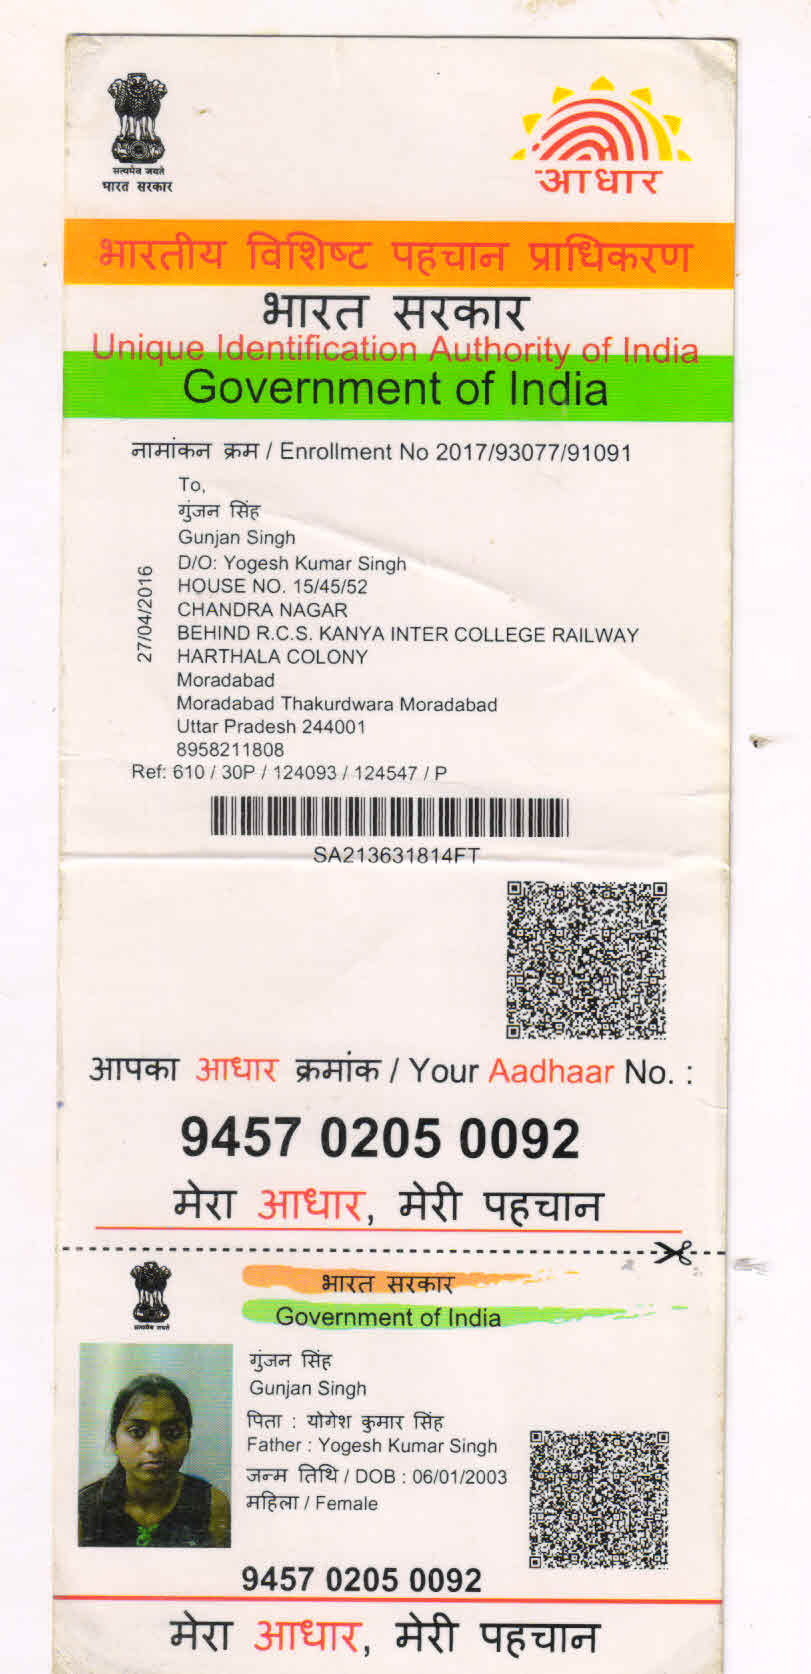 सत्यमेव जयते
भारत सरकार
आधार
भारतीय विशिष्ट पहचान प्राधिकरण
भारत सरकार
Unique Identification Authority of India
Government of India
नामांकन क्रम / Enrollment No 2017/93077/91091
To,
गुंजन सिंह
Gunjan Singh
D/O: Yogesh Kumar Singh
HOUSE NO. 15/45/52
CHANDRA NAGAR
BEHIND R.C.S. KANYA INTER COLLEGE RAILWAY
HARTHALA COLONY
Moradabad
Moradabad Thakurdwara Moradabad
Uttar Pradesh 244001
8958211808
27/04/2016
Ref: 610 / 30P / 124093 / 124547 / P
SA213631814FT
आपका आधार क्रमांक / Your Aadhaar No. :
9457 0205 0092
मेरा आधार, मेरी पहचान
सत्यमेव जयते
भारत सरकार
Government of India
गुंजन सिंह
Gunjan Singh
पिता : योगेश कुमार सिंह
Father : Yogesh Kumar Singh
जन्म तिथि / DOB : 06/01/2003
महिला / Female
9457 0205 0092
मेरा आधार, मेरी पहचान